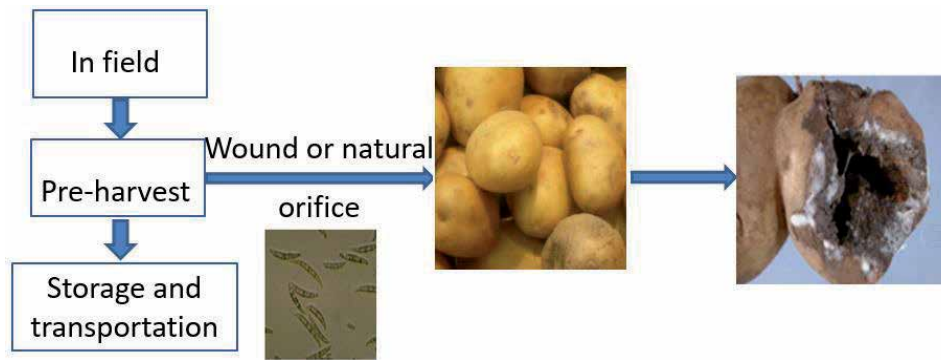 In field
Wound or natural
Pre-harvest
orifice
Storage and
transportation